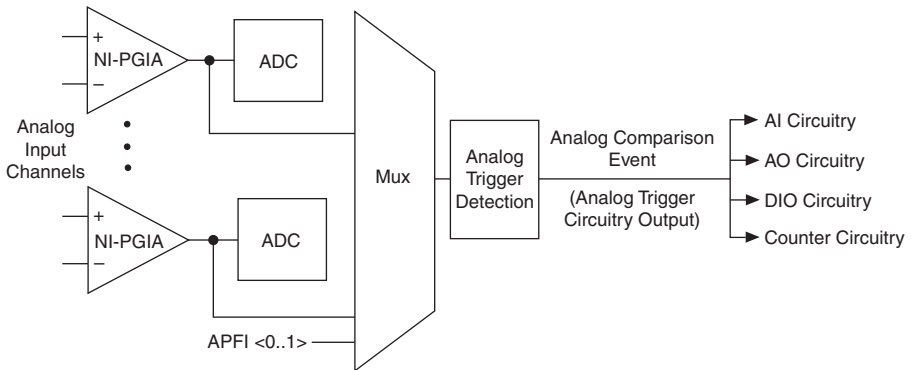 +
NI-PGIA
−
ADC
Analog
Input
Channels
+
NI-PGIA
−
ADC
APFI <0..1>
Mux
Analog
Trigger
Detection
Analog Comparison
Event
(Analog Trigger
Circuitry Output)
AI Circuitry
AO Circuitry
DIO Circuitry
Counter Circuitry